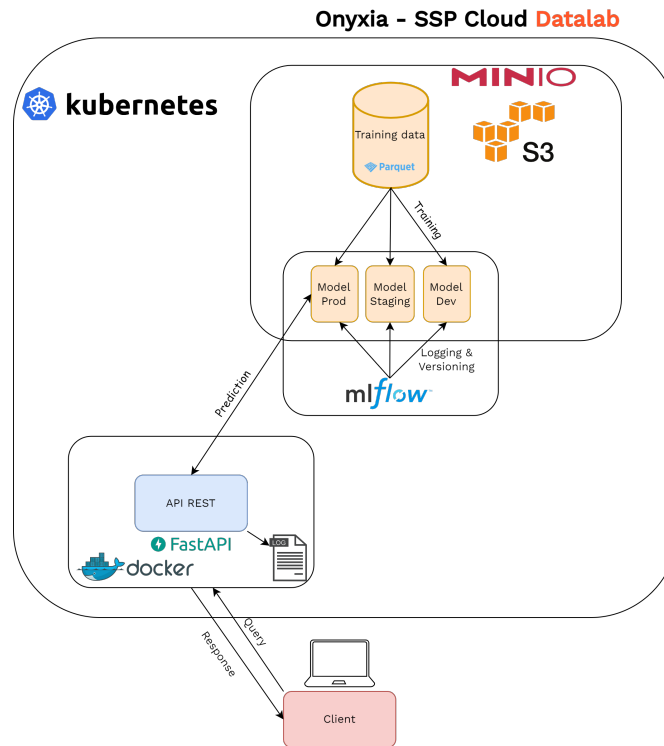 Onyxia - SSP Cloud Datalab
MINIO
kubernetes
S3
Training data
Parquet
Training
Model
Prod
Model
Staging
Model
Dev
Logging &
Versioning
mlflow™
Prediction
API REST
FastAPI
LOG
docker
Query
Response
Client